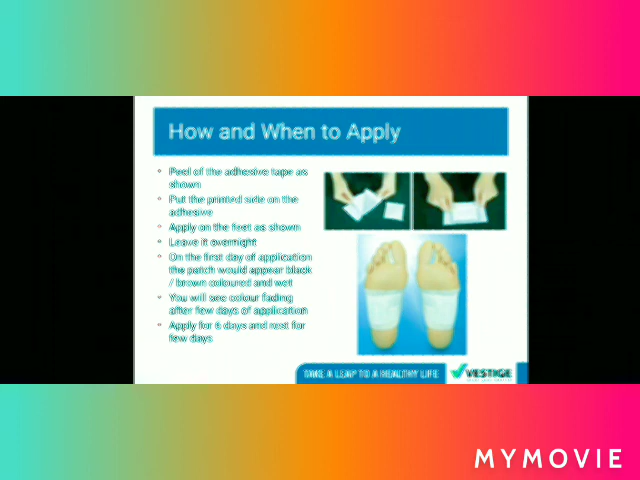 How and When to Apply
Peel of the adhesive tape as
shown
Put the printed side on the
adhesive
Apply on the feet as shown
Leave it overnight
On the first day of application
the patch would appear black
/ brown coloured and wet
You will see colour fading
after few days of application
Apply for 6 days and rest for
few days
TAKE A LEAP TO A HEALTHY LIFE
VESTIGE
MYMOVIE